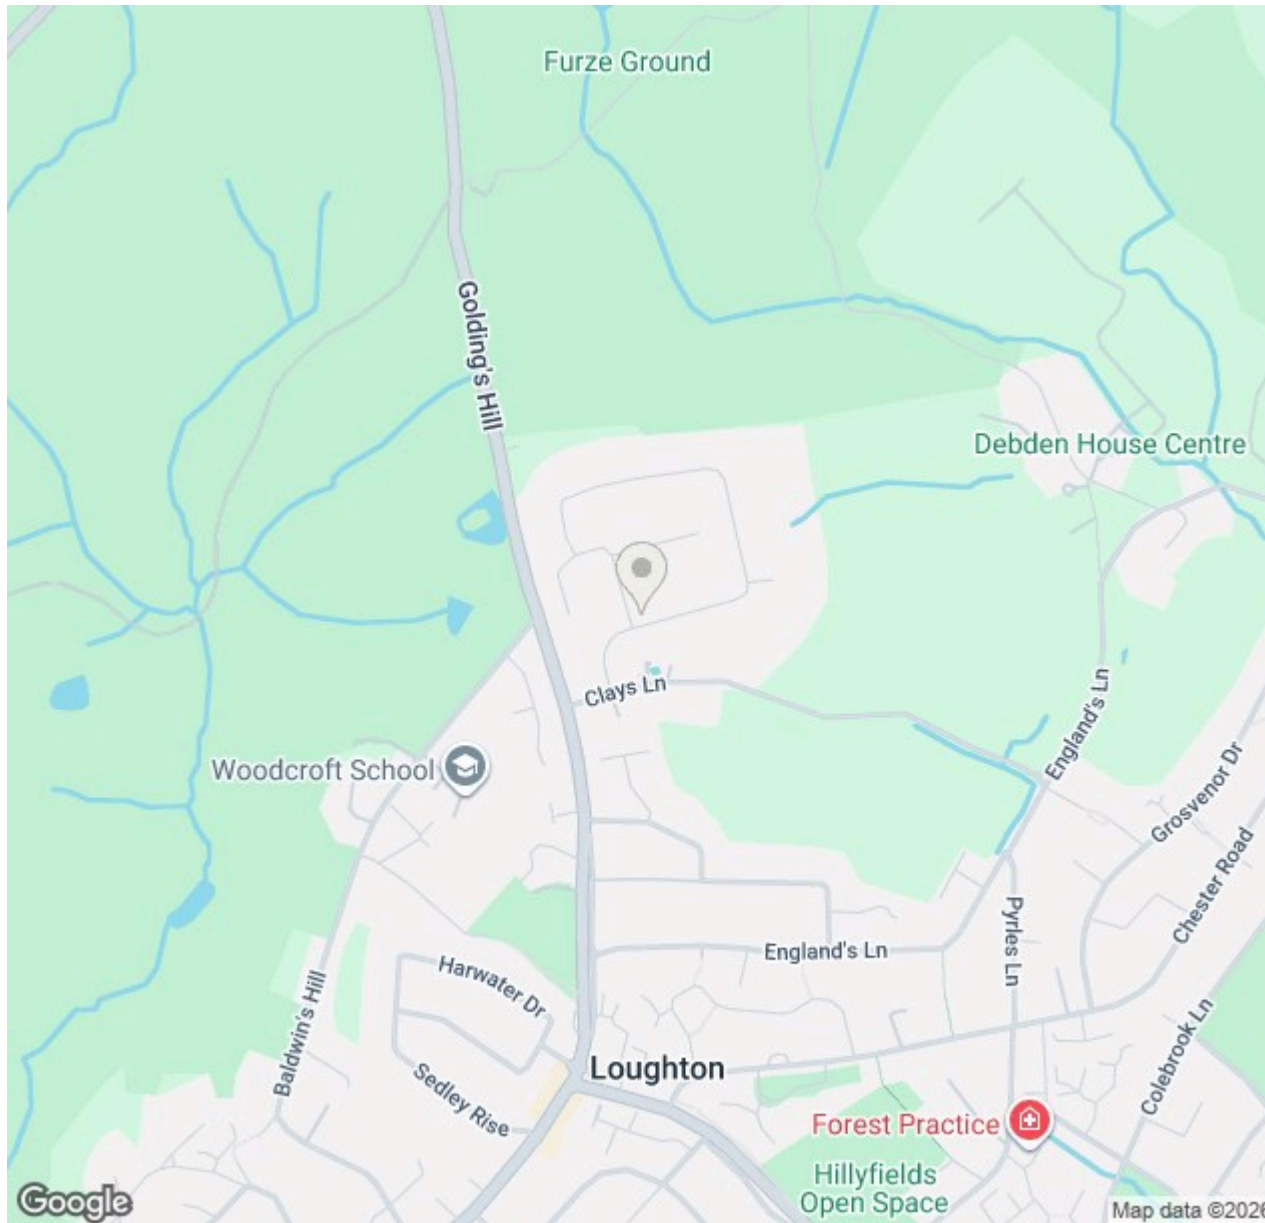 Furze Ground
Golding's Hill
Debden House Centre
Clays Ln
England's Ln
Woodcroft School
Grosvenor Dr
Chester Road
Pyrles Ln
England's Ln
Harwater Dr
Baldwin's Hill
Colebrook Ln
Loughton
Sedley Rise
Forest Practice
Hillyfields
Open Space
Google
Map data ©2026